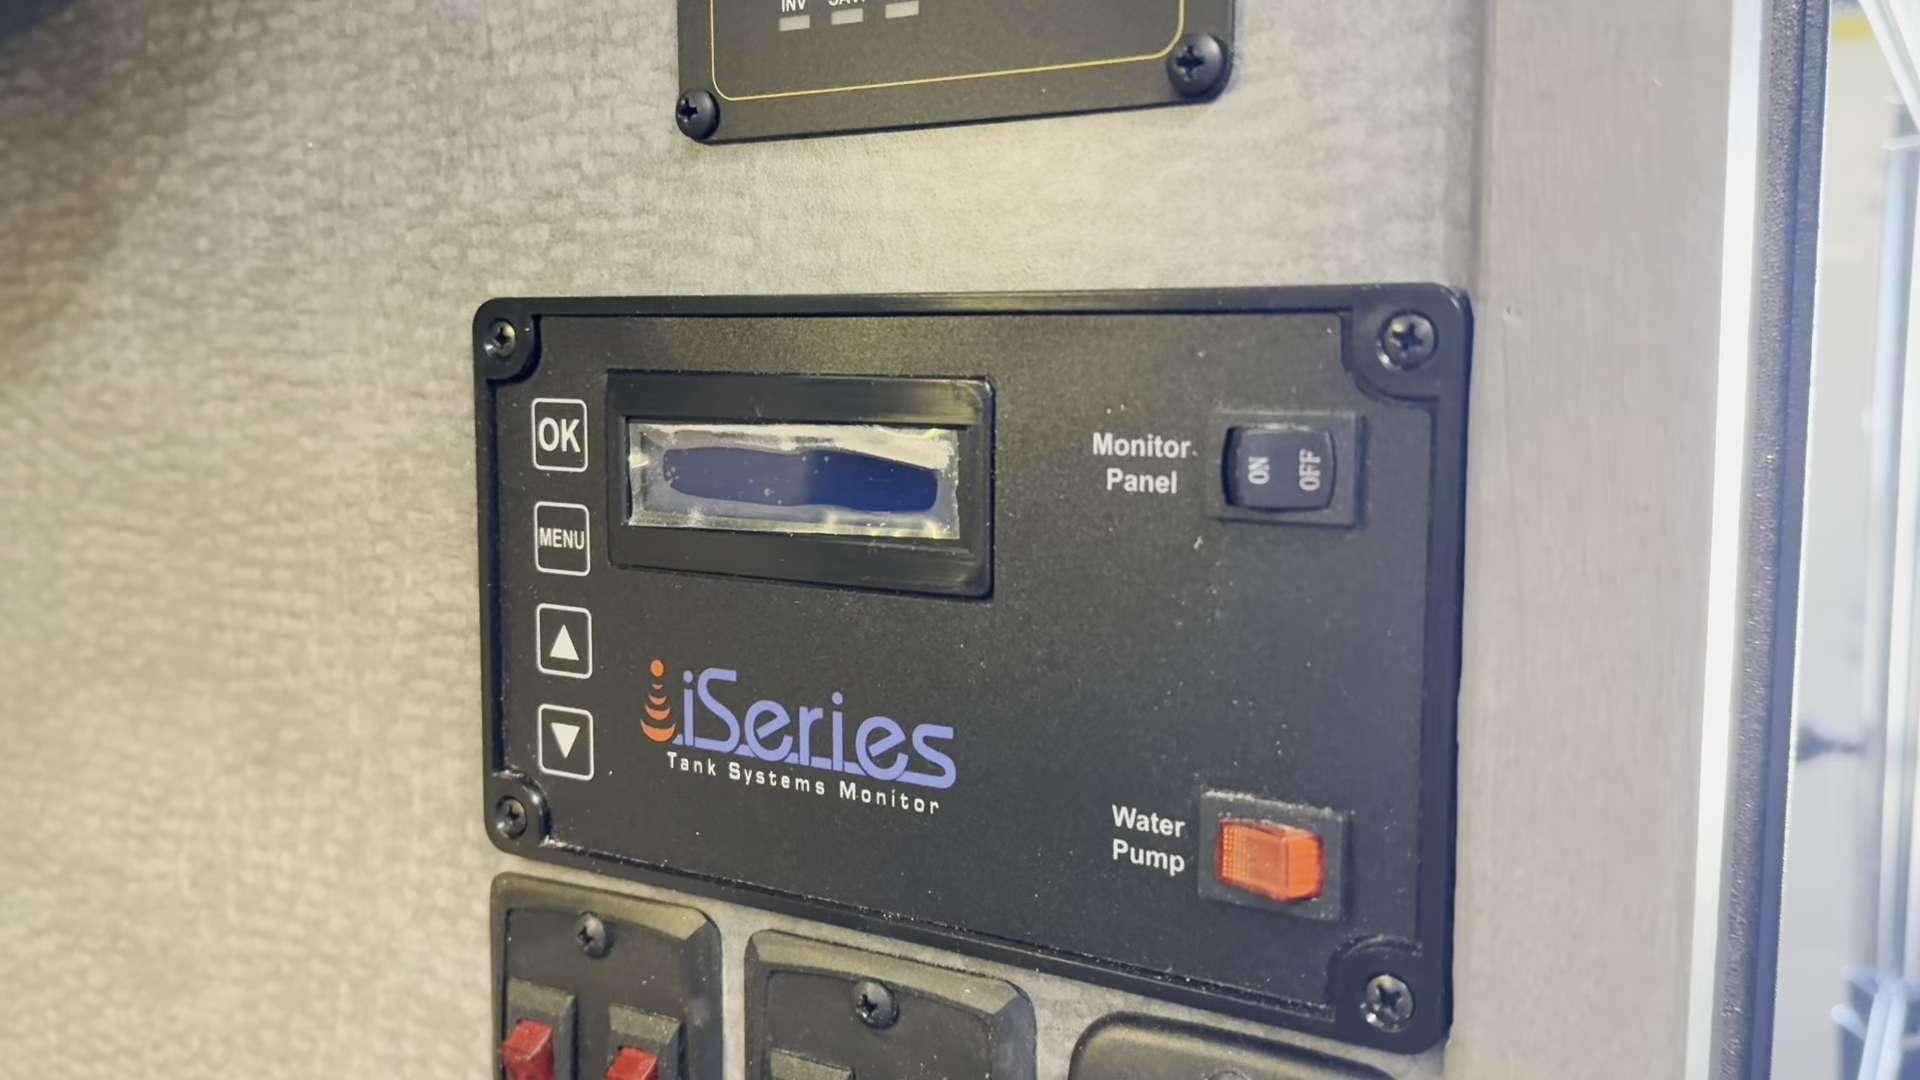 INV
OK
MENU
Monitor
Panel
ON
OFF
iSeries
Tank Systems Monitor
Water
Pump